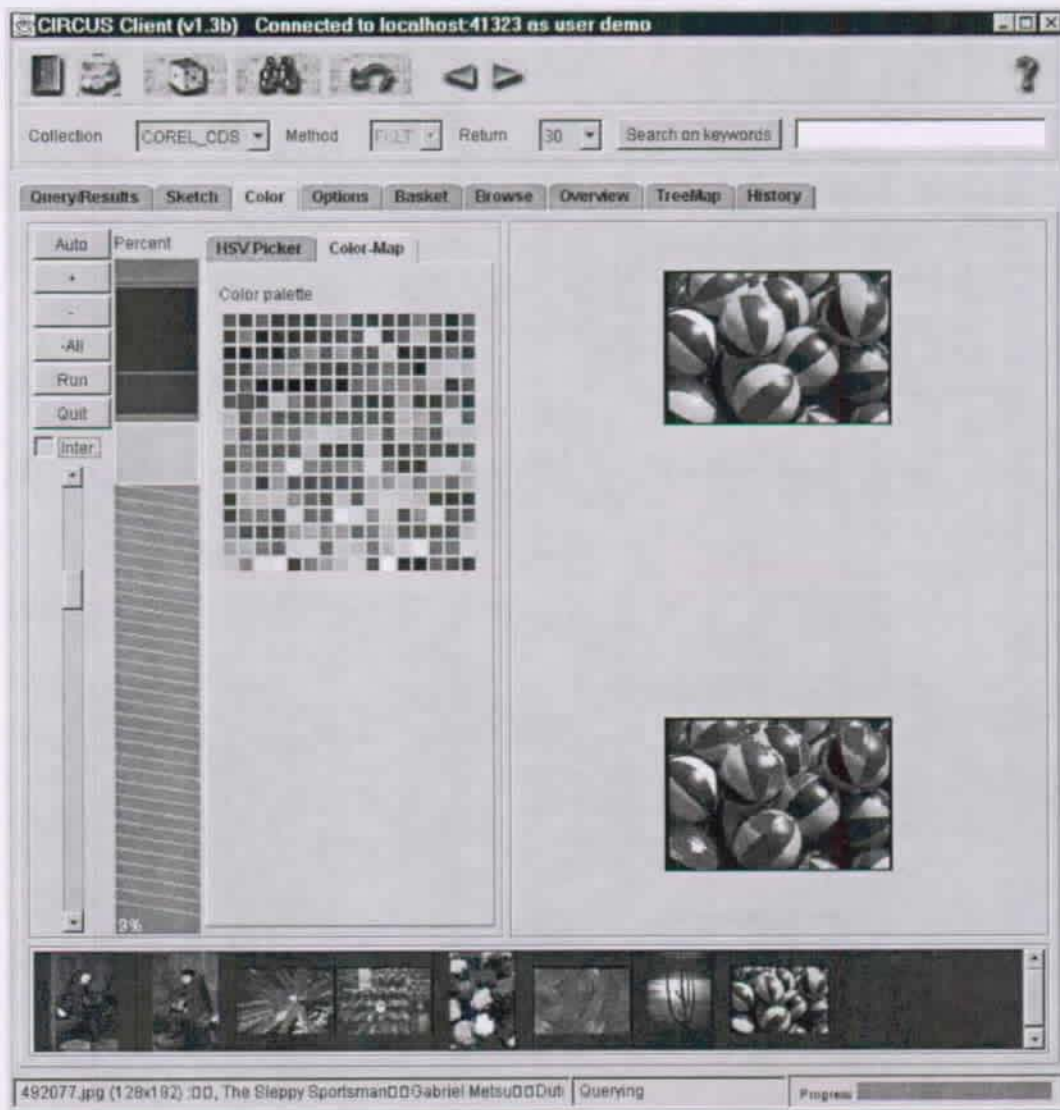 CIRCUS Client (v1.3b) Connected to localhost:41323 as user demo
Collection COREL_CDS Method Return 30 Search on keywords
Query/Results Sketch Color Options Basket Browse Overview TreeMap History
Auto Percent HSV Picker Color-Map
+
Color palette
-
-All
Run
Quit
Inter.
3%
492077.jpg (128x192) :□□, The Sleppy Sportsman□□Gabriel Metsu□□Dut Querying Progress